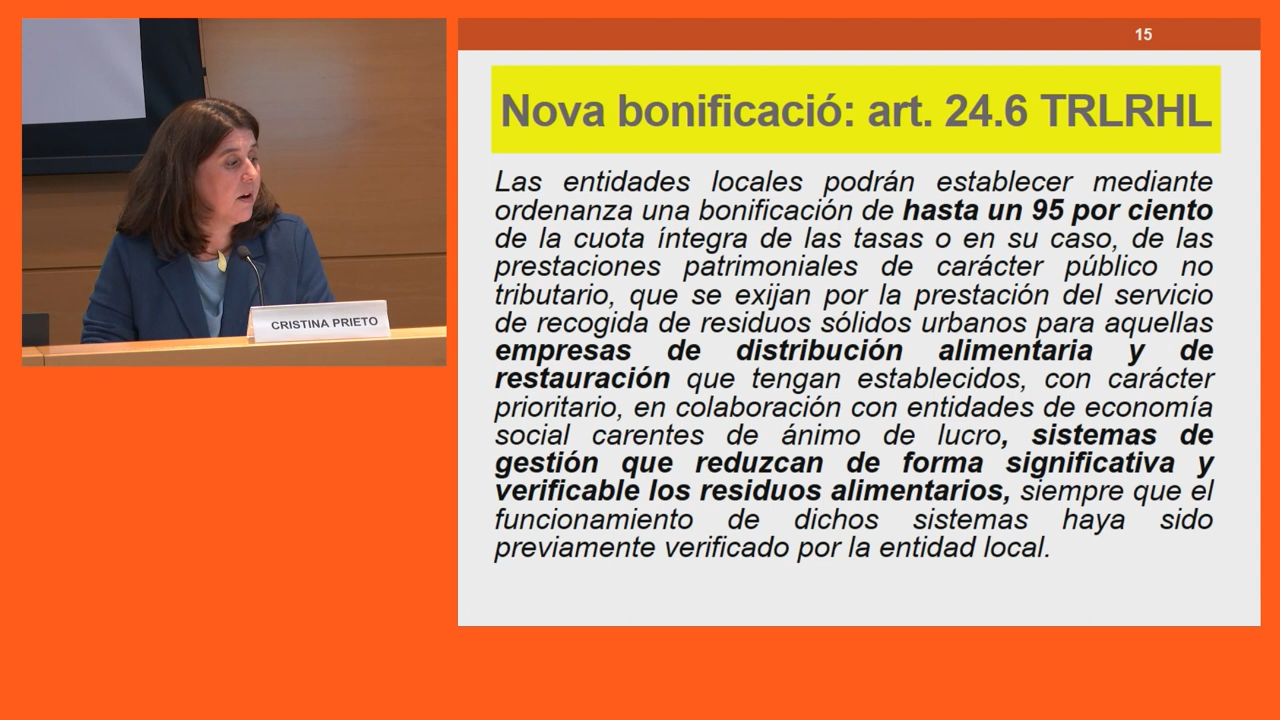 15
Nova bonificació: art. 24.6 TRLRHL
Las entidades locales podrán establecer mediante
ordenanza una bonificación de hasta un 95 por ciento
de la cuota íntegra de las tasas o en su caso, de las
prestaciones patrimoniales de carácter público no
tributario, que se exijan por la prestación del servicio
de recogida de residuos sólidos urbanos para aquellas
empresas de distribución alimentaria y de
restauración que tengan establecidos, con carácter
prioritario, en colaboración con entidades de economía
social carentes de ánimo de lucro, sistemas de
gestión que reduzcan de forma significativa y
verificable los residuos alimentarios, siempre que el
funcionamiento de dichos sistemas haya sido
previamente verificado por la entidad local.
CRISTINA PRIETO